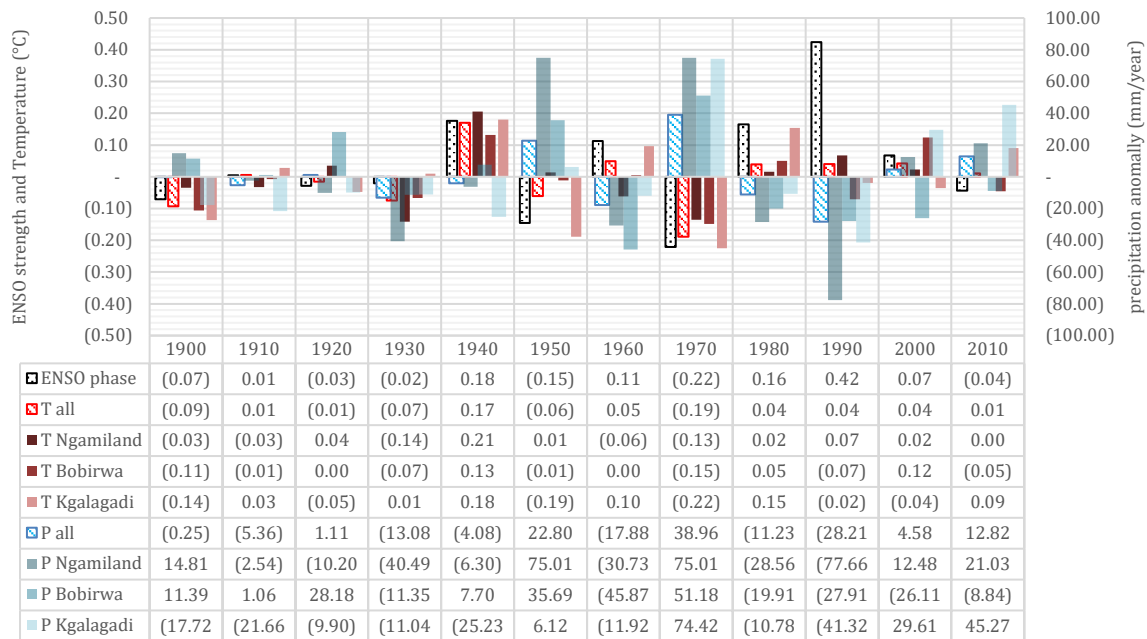 0.50 100.00
0.40 80.00
0.30 60.00
0.20 40.00
0.10 20.00
- -
(0.10) (20.00)
(0.20) (40.00)
(0.30) (60.00)
(0.40) (80.00)
(0.50) (100.00)
ENSO strength and Temperature (°C)
precipitation anomally (mm/year)
1900 1910 1920 1930 1940 1950 1960 1970 1980 1990 2000 2010
ENSO phase (0.07) 0.01 (0.03) (0.02) 0.18 (0.15) 0.11 (0.22) 0.16 0.42 0.07 (0.04)
T all (0.09) 0.01 (0.01) (0.07) 0.17 (0.06) 0.05 (0.19) 0.04 0.04 0.04 0.01
T Ngamiland (0.03) (0.03) 0.04 (0.14) 0.21 0.01 (0.06) (0.13) 0.02 0.07 0.02 0.00
T Bobirwa (0.11) (0.01) 0.00 (0.07) 0.13 (0.01) 0.00 (0.15) 0.05 (0.07) 0.12 (0.05)
T Kgalagadi (0.14) 0.03 (0.05) 0.01 0.18 (0.19) 0.10 (0.22) 0.15 (0.02) (0.04) 0.09
P all (0.25) (5.36) 1.11 (13.08 (4.08) 22.80 (17.88 38.96 (11.23 (28.21 4.58 12.82
P Ngamiland 14.81 (2.54) (10.20 (40.49 (6.30) 75.01 (30.73 75.01 (28.56 (77.66 12.48 21.03
P Bobirwa 11.39 1.06 28.18 (11.35 7.70 35.69 (45.87 51.18 (19.91 (27.91 (26.11 (8.84)
P Kgalagadi (17.72 (21.66 (9.90) (11.04 (25.23 6.12 (11.92 74.42 (10.78 (41.32 29.61 45.27